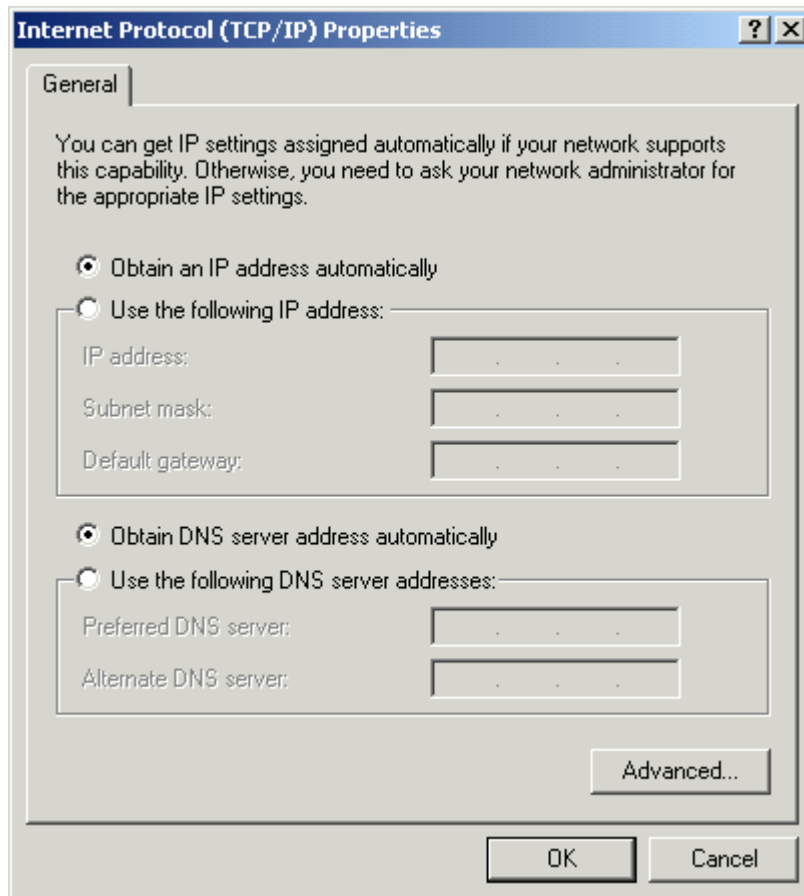 Internet Protocol (TCP/IP) Properties
General
You can get IP settings assigned automatically if your network supports
this capability. Otherwise, you need to ask your network administrator for
the appropriate IP settings.
Obtain an IP address automatically
Use the following IP address:
IP address:
Subnet mask:
Default gateway:
Obtain DNS server address automatically
Use the following DNS server addresses:
Preferred DNS server:
Alternate DNS server:
Advanced...
OK Cancel